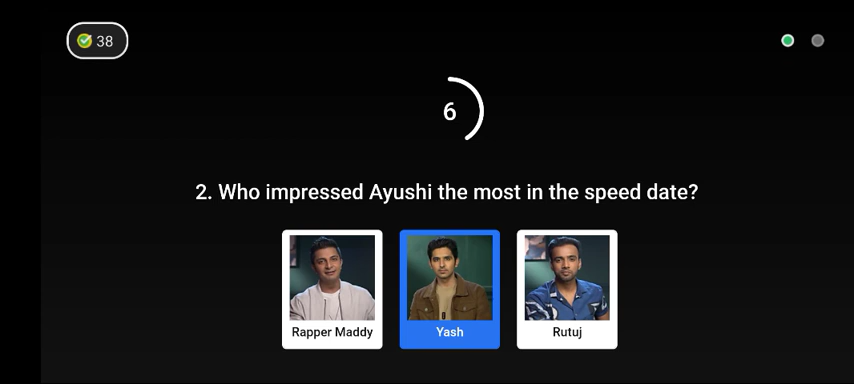 38
6
2. Who impressed Ayushi the most in the speed date?
Rapper Maddy
Yash
Rutuj